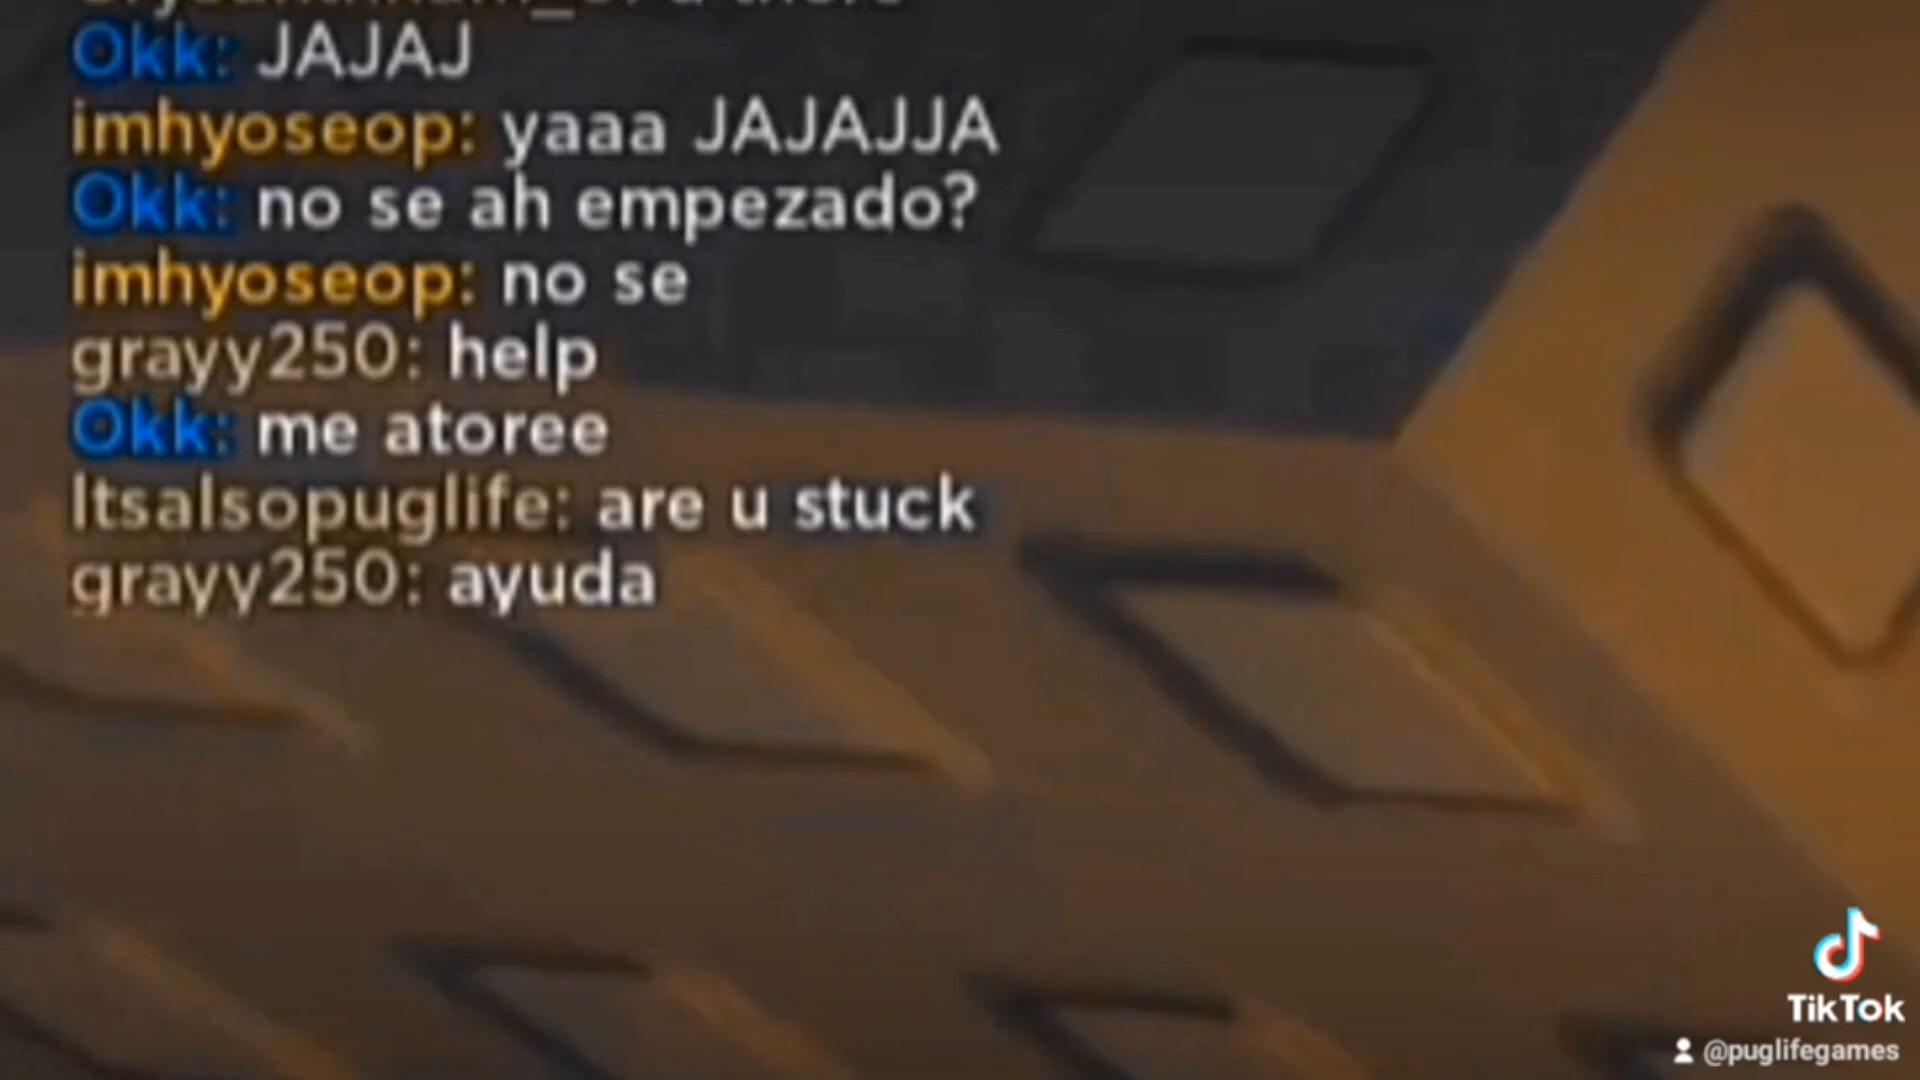 Okk: JAJAJ
imhyoseop: yaaa JAJAJJA
Okk: no se ah empezado?
imhyoseop: no se
grayy250: help
Okk: me atoree
Itsalsopuglife: are u stuck
grayy250: ayuda
TikTok
@puglifegames